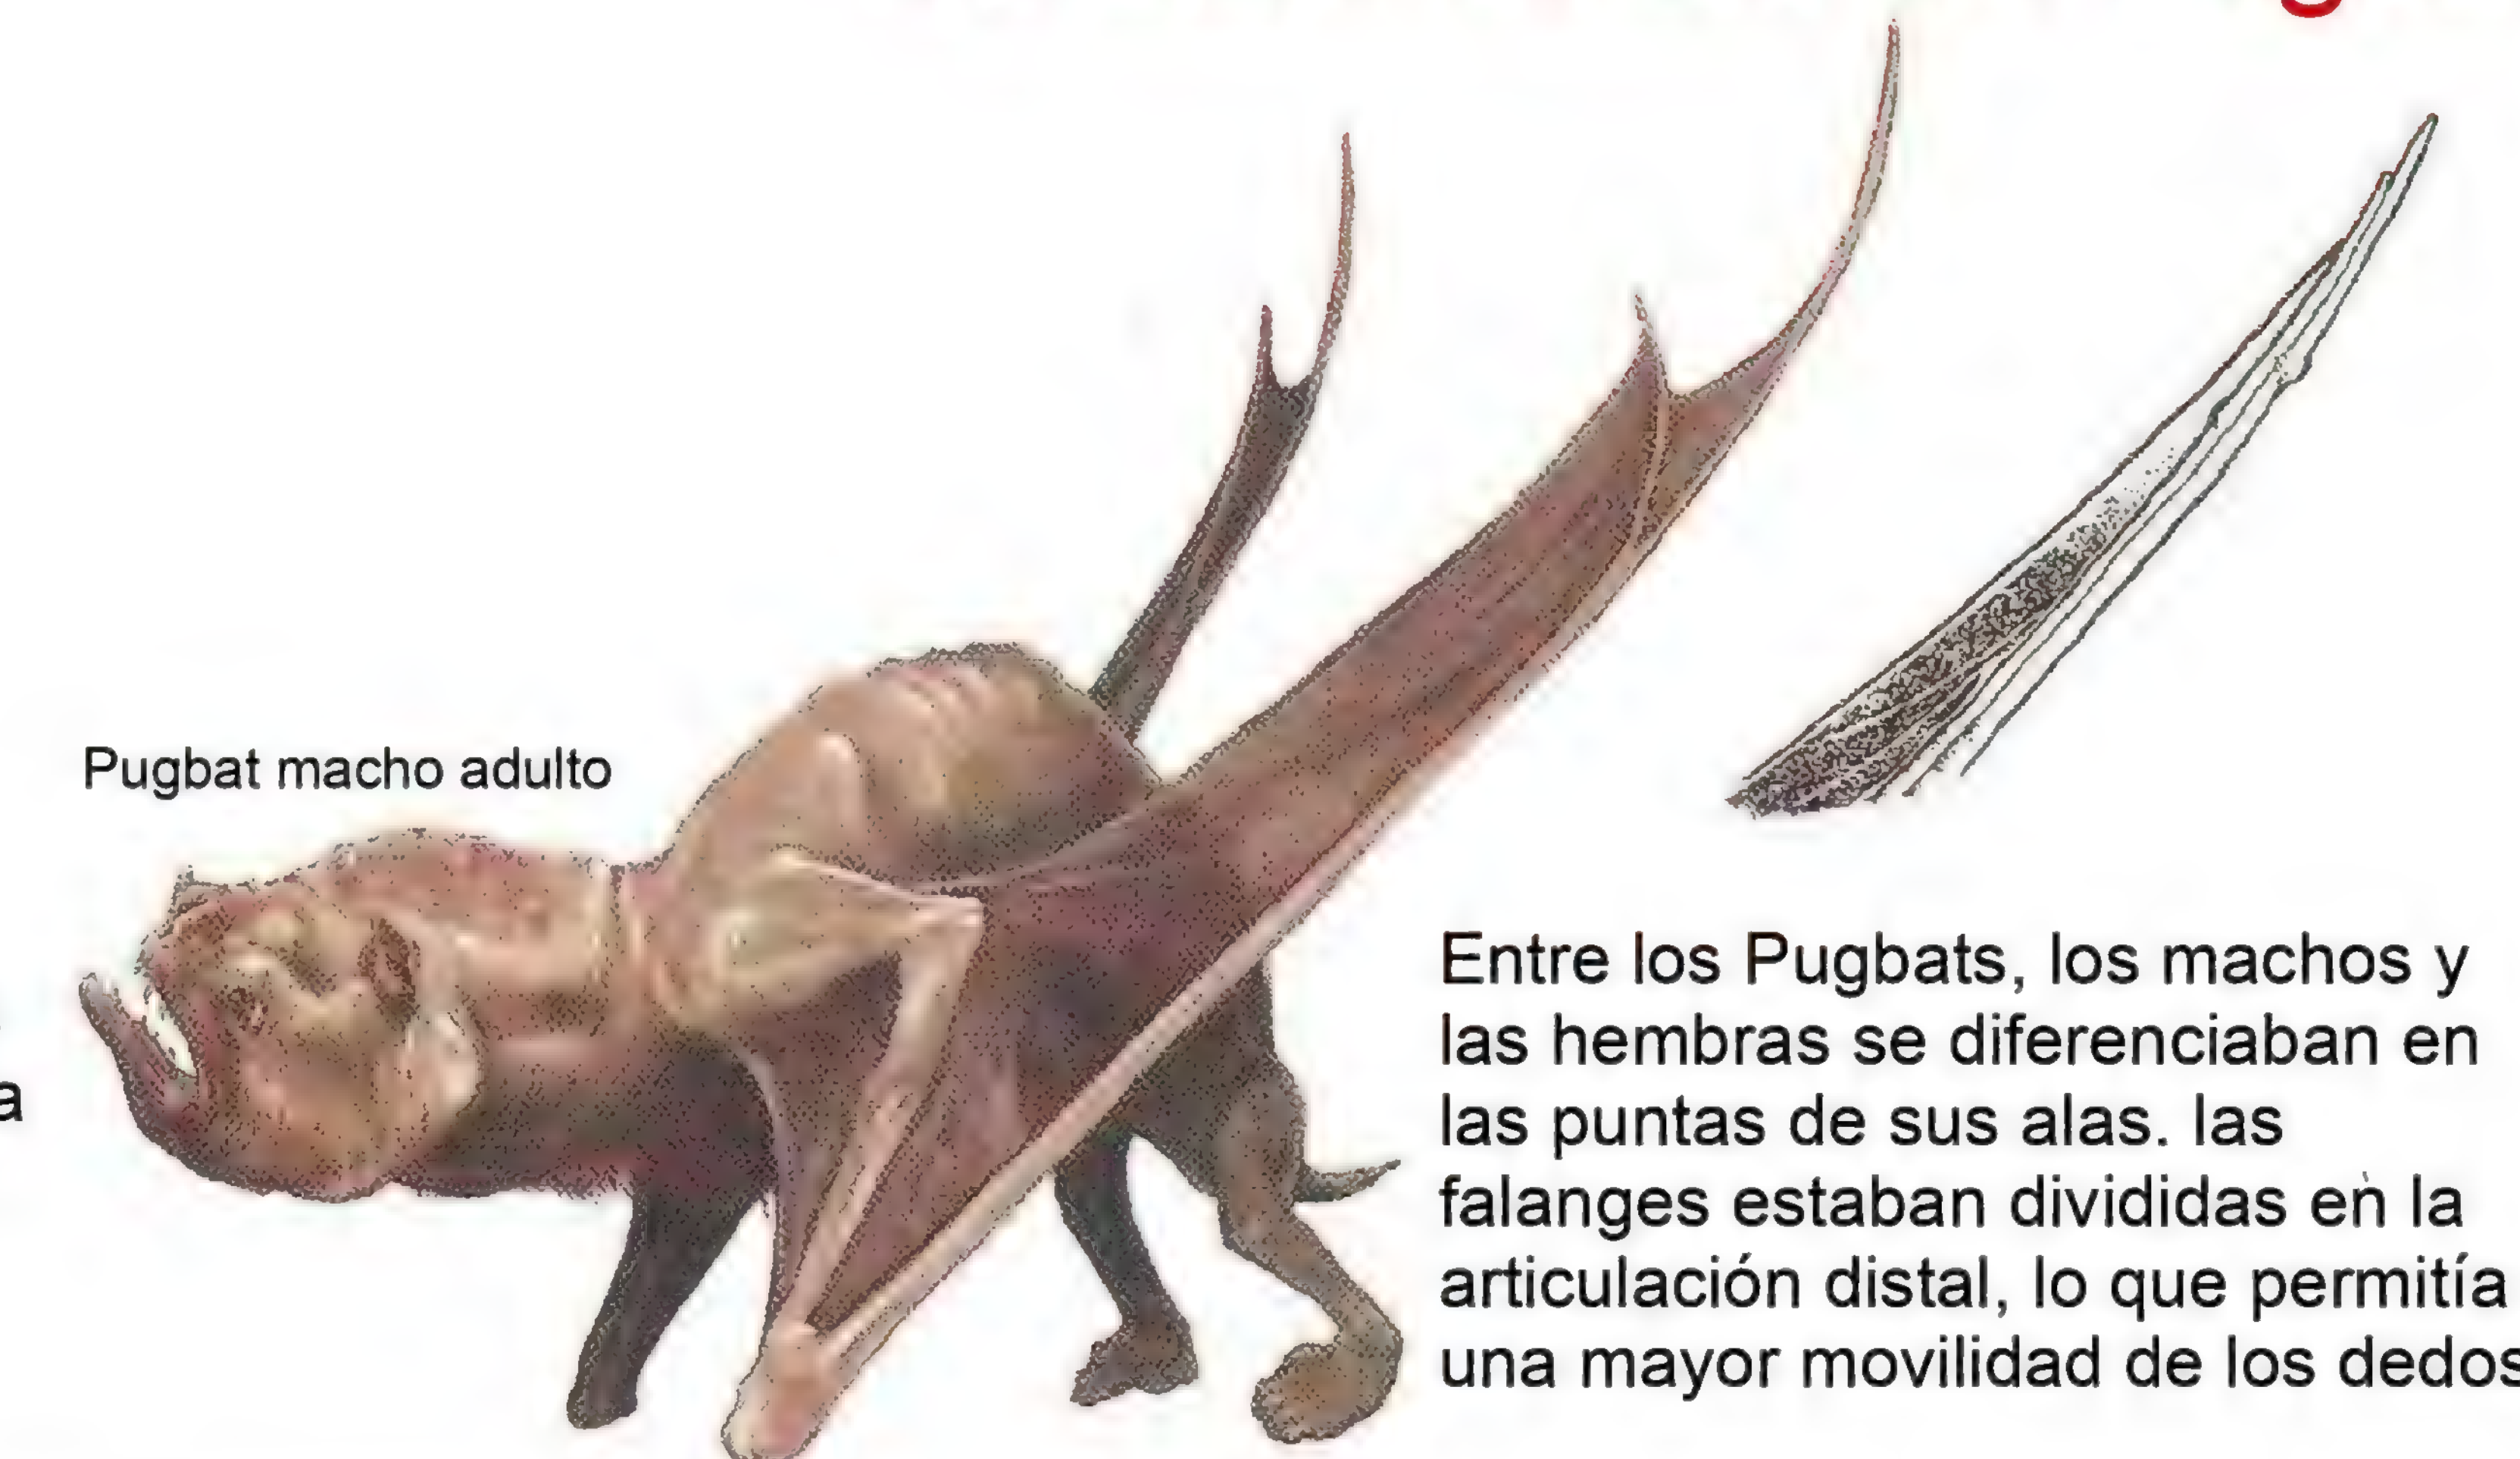 Pugbat macho adulto
a
Entre los Pugbats, los machos y
las hembras se diferenciaban en
las puntas de sus alas. las
falanges estaban divididas en la
articulación distal, lo que permitía
una mayor movilidad de los dedos